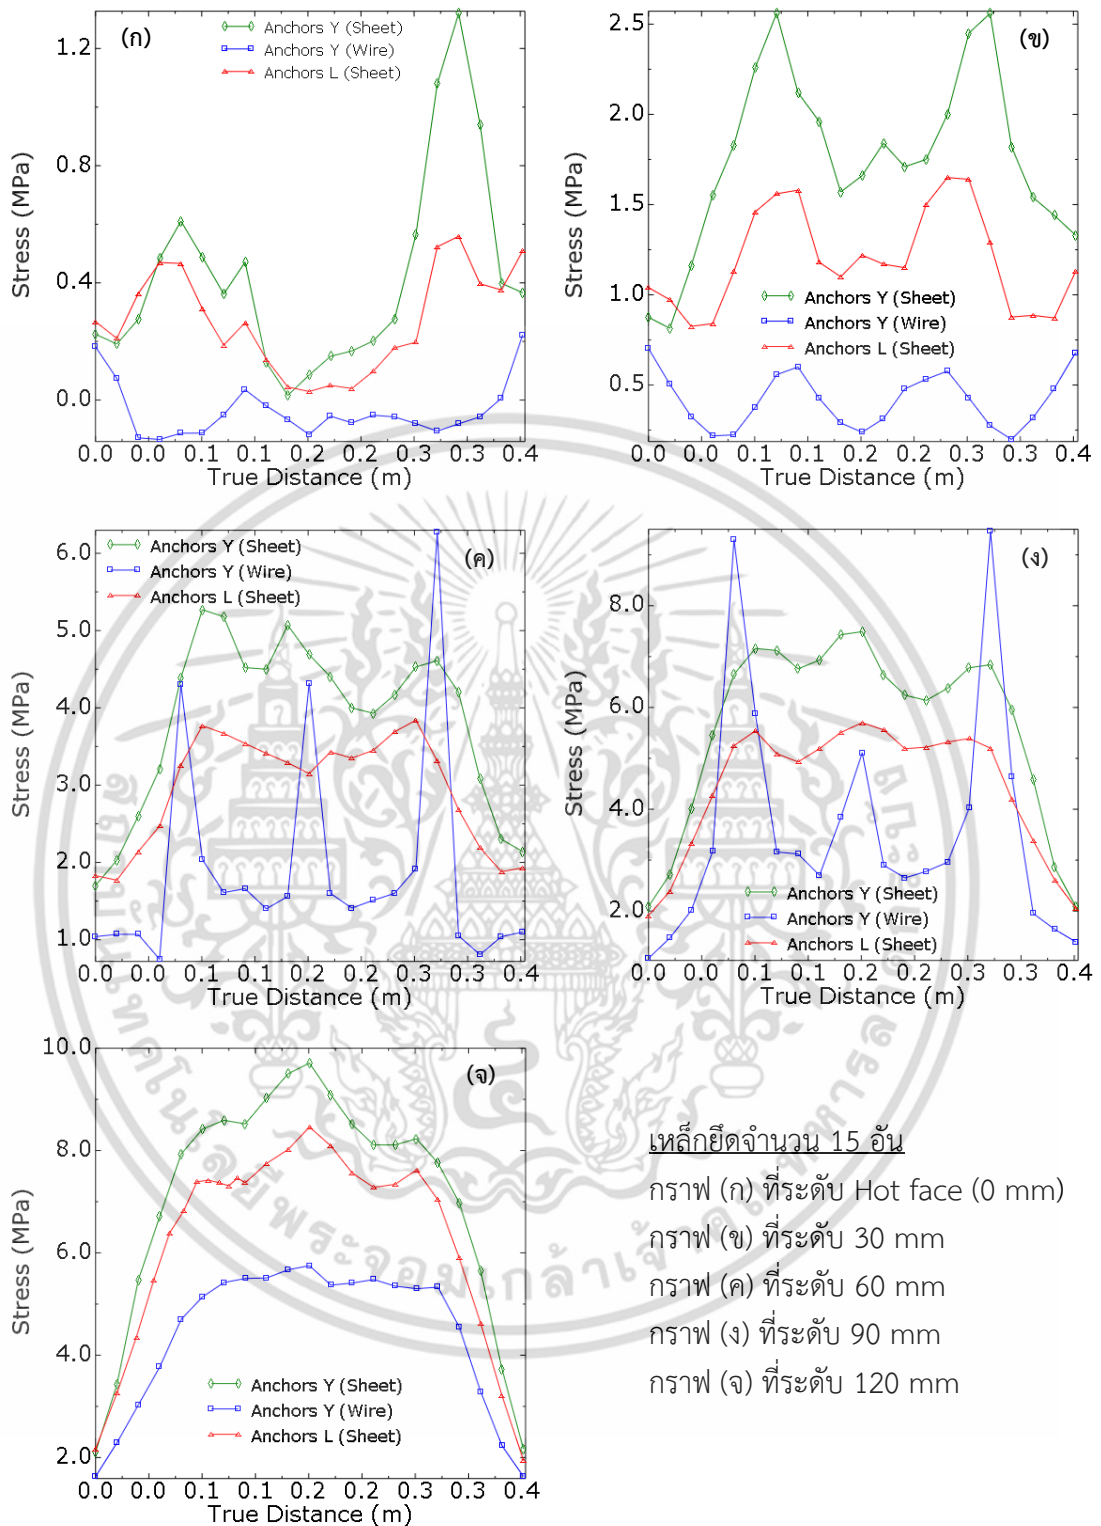 (ก)
Anchors Y (Sheet)
Anchors Y (Wire)
Anchors L (Sheet)
1.2
0.8
0.4
0.0
Stress (MPa)
0.0 0.0 0.1 0.1 0.2 0.2 0.3 0.3 0.4
True Distance (m)
(ข)
2.5
2.0
1.5
1.0
0.5
Stress (MPa)
Anchors Y (Sheet)
Anchors Y (Wire)
Anchors L (Sheet)
0.0 0.0 0.1 0.1 0.2 0.2 0.3 0.3 0.4
True Distance (m)
(ค)
Anchors Y (Sheet)
Anchors Y (Wire)
Anchors L (Sheet)
6.0
5.0
4.0
3.0
2.0
1.0
Stress (MPa)
0.0 0.0 0.1 0.1 0.2 0.2 0.3 0.3 0.4
True Distance (m)
(ง)
8.0
6.0
4.0
2.0
Stress (MPa)
Anchors Y (Sheet)
Anchors Y (Wire)
Anchors L (Sheet)
0.0 0.0 0.1 0.1 0.2 0.2 0.3 0.3 0.4
True Distance (m)
(จ)
10.0
8.0
6.0
4.0
2.0
Stress (MPa)
Anchors Y (Sheet)
Anchors Y (Wire)
Anchors L (Sheet)
0.0 0.0 0.1 0.1 0.2 0.2 0.3 0.3 0.4
True Distance (m)
เหล็กยึดจำนวน 15 อัน
กราฟ (ก) ที่ระดับ Hot face (0 mm)
กราฟ (ข) ที่ระดับ 30 mm
กราฟ (ค) ที่ระดับ 60 mm
กราฟ (ง) ที่ระดับ 90 mm
กราฟ (จ) ที่ระดับ 120 mm